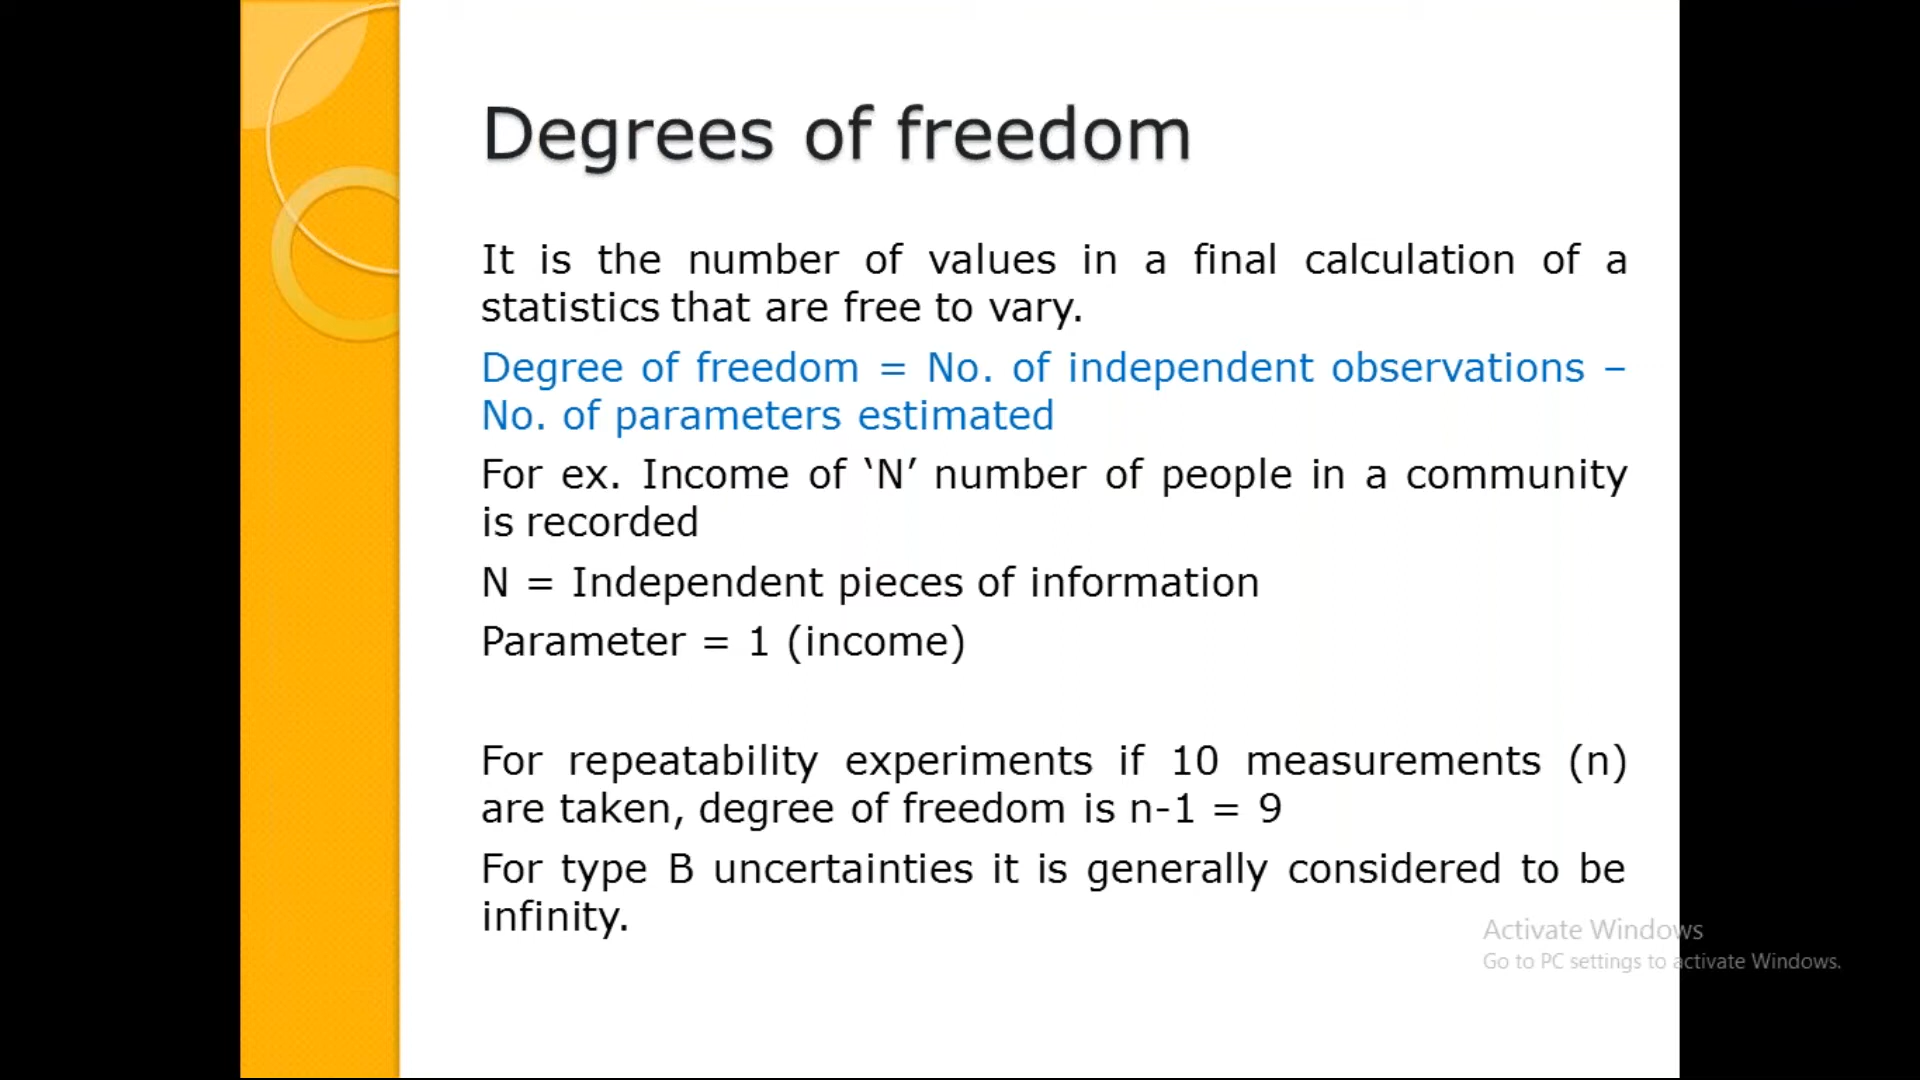 Degrees of freedom
It is the number of values in a final calculation of a
statistics that are free to vary.
Degree of freedom = No. of independent observations –
No. of parameters estimated
For ex. Income of ‘N’ number of people in a community
is recorded
N = Independent pieces of information
Parameter = 1 (income)
For repeatability experiments if 10 measurements (n)
are taken, degree of freedom is n-1 = 9
For type B uncertainties it is generally considered to be
infinity.
Activate Windows
Go to PC settings to activate Windows.